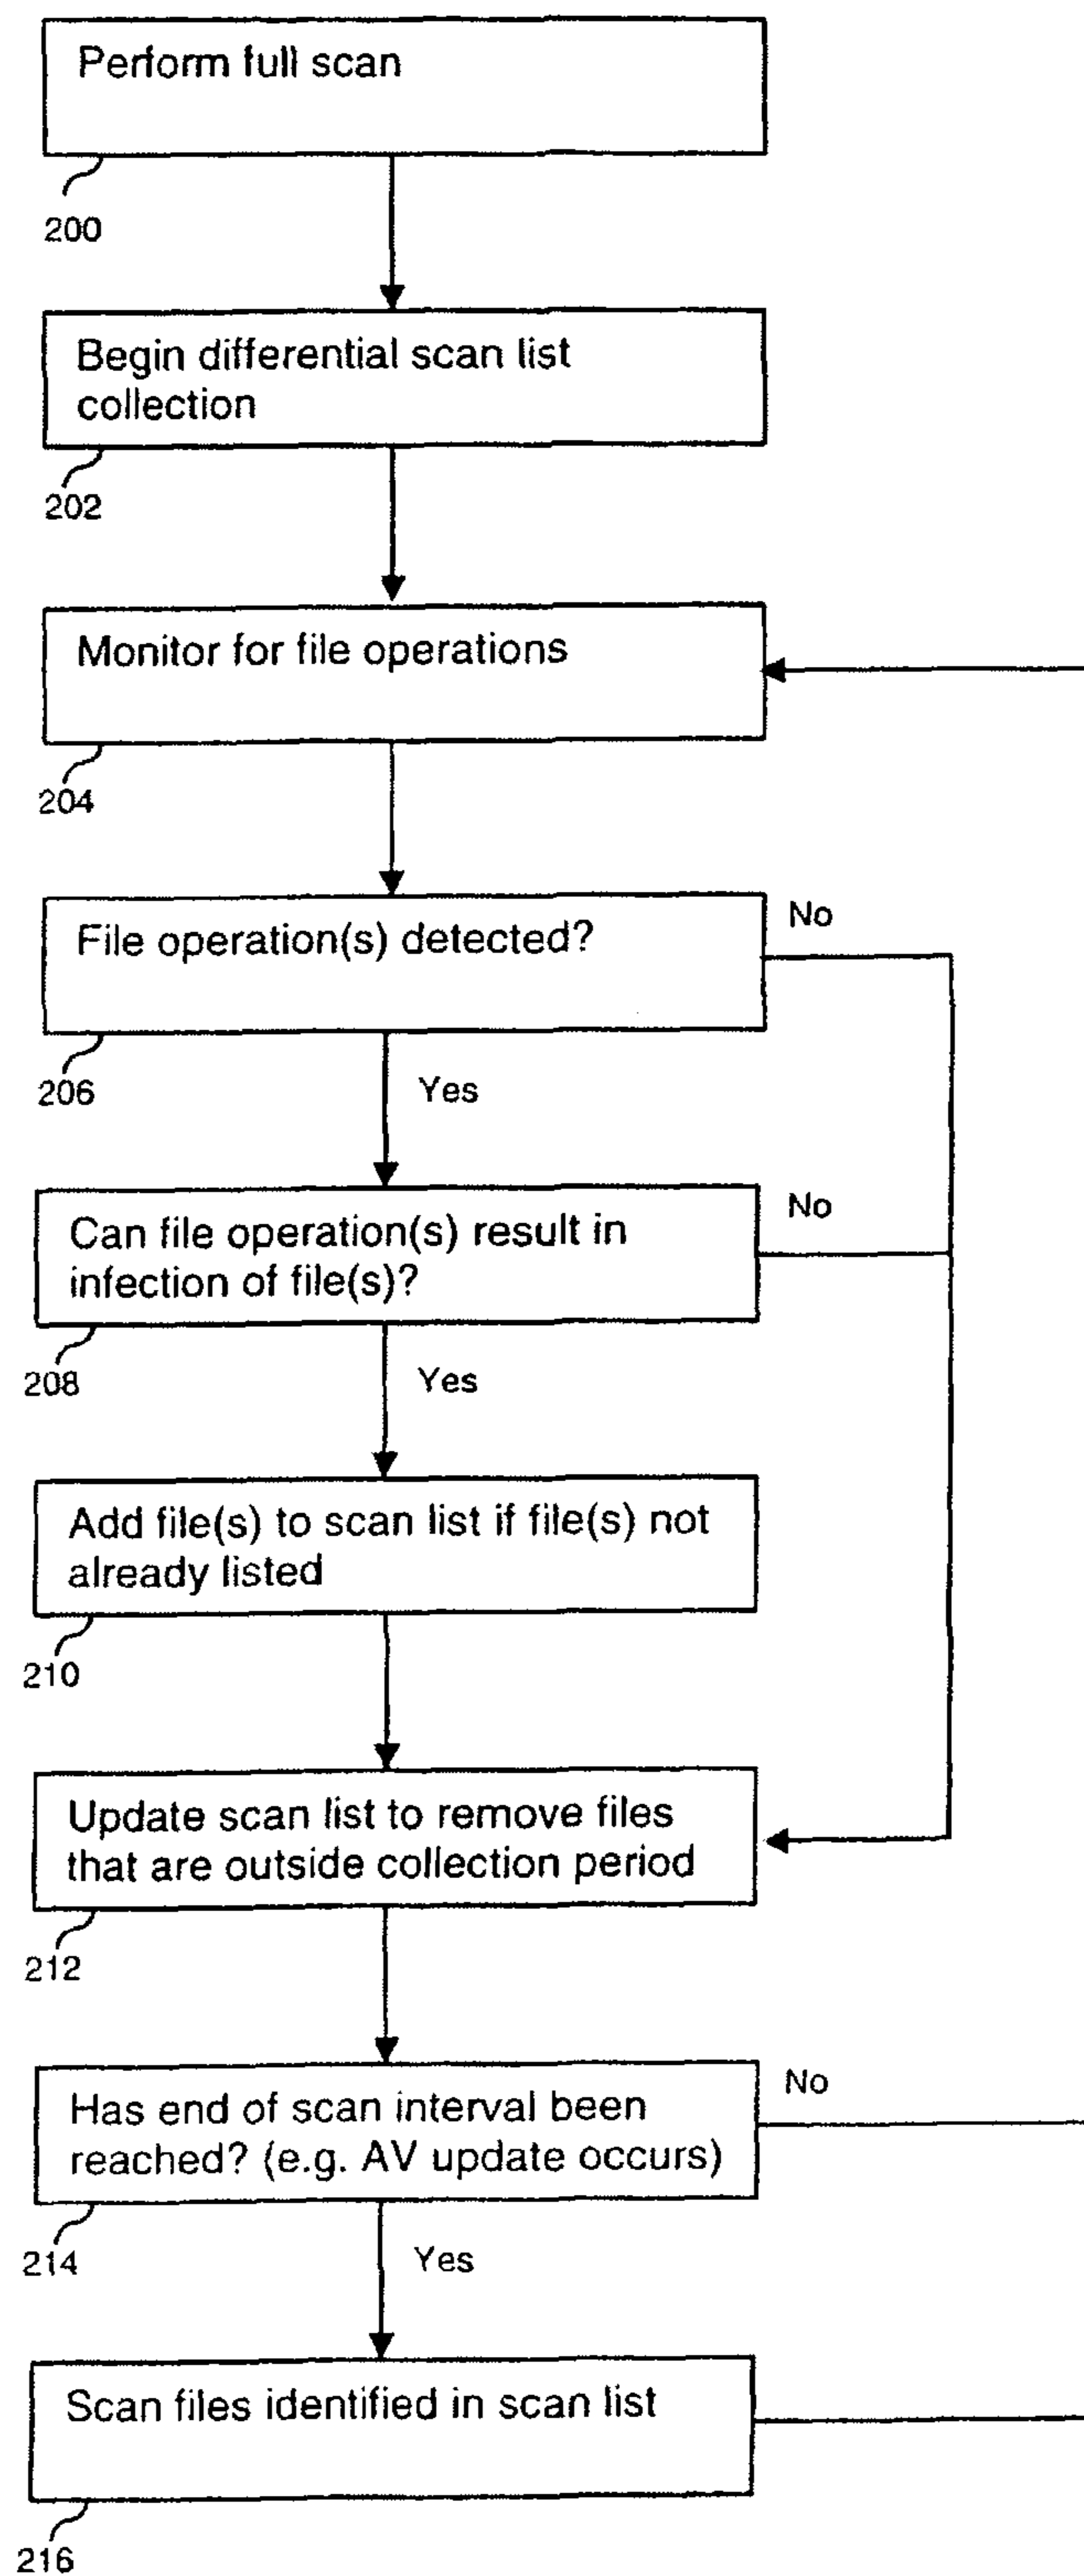 Perform full scan
200
Begin differential scan list
collection
202
Monitor for file operations
204
File operation(s) detected?
No
206
Yes
Can file operation(s) result in
infection of file(s)?
No
208
Yes
Add file(s) to scan list if file(s) not
already listed
210
Update scan list to remove files
that are outside collection period
212
Has end of scan interval been
reached? (e.g. AV update occurs)
No
214
Yes
Scan files identified in scan list
216